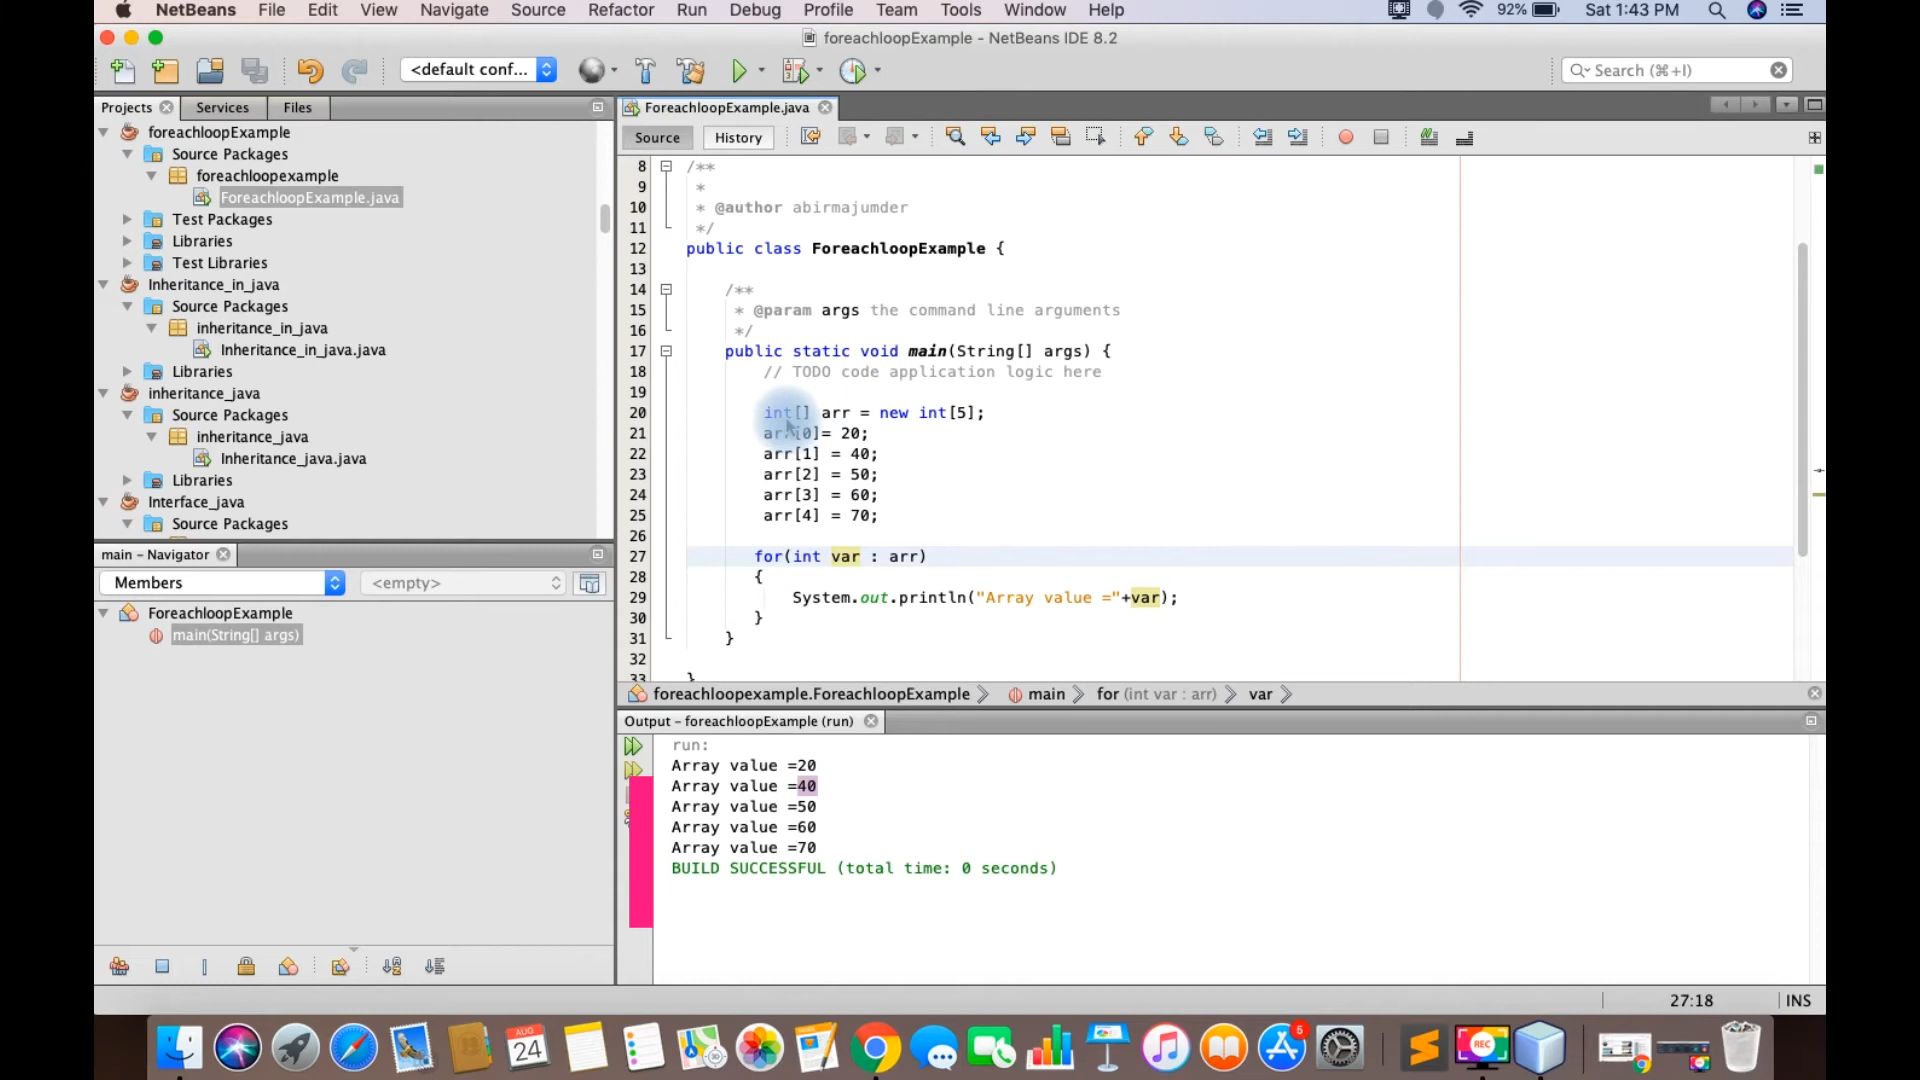 NetBeans File Edit View Navigate Source Refactor Run Debug Profile Team Tools Window Help 92% Sat 1:43 PM
foreachloopExample - NetBeans IDE 8.2
<default conf... Search (⌘+I)
Projects Services Files
foreachloopExample
Source Packages
foreachloopexample
ForeachloopExample.java
Test Packages
Libraries
Test Libraries
Inheritance_in_java
Source Packages
inheritance_in_java
Inheritance_in_java.java
Libraries
inheritance_java
Source Packages
inheritance_java
Inheritance_java.java
Libraries
Interface_java
Source Packages
main - Navigator
Members <empty>
ForeachloopExample
main(String[] args)
ForeachloopExample.java
Source History
8 /**
9 *
10 * @author abirmajumder
11 */
12 public class ForeachloopExample {
13
14 /**
15 * @param args the command line arguments
16 */
17 public static void main(String[] args) {
18 // TODO code application logic here
19
20 int[] arr = new int[5];
21 arr[0]= 20;
22 arr[1] = 40;
23 arr[2] = 50;
24 arr[3] = 60;
25 arr[4] = 70;
26
27 for(int var : arr)
28 {
29 System.out.println("Array value ="+var);
30 }
31 }
32
33 }
foreachloopexample.ForeachloopExample main for (int var : arr) var
Output - foreachloopExample (run)
run:
Array value =20
Array value =40
Array value =50
Array value =60
Array value =70
BUILD SUCCESSFUL (total time: 0 seconds)
27:18 INS
AUG
24
5
REC